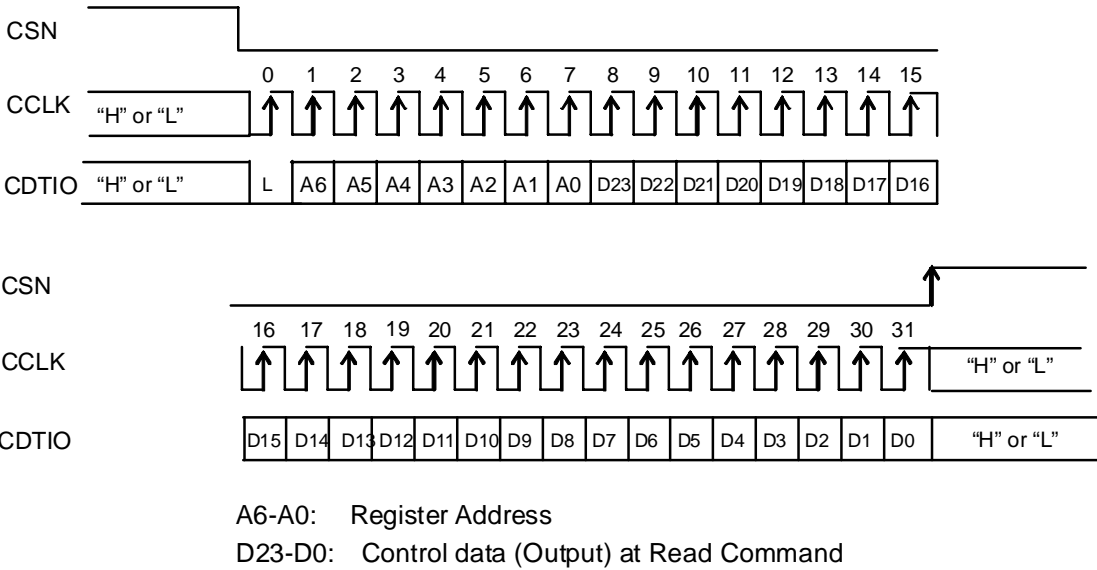 CSN
0 1 2 3 4 5 6 7 8 9 10 11 12 13 14 15
CCLK “H” or “L”
CDTIO “H” or “L” L A6 A5 A4 A3 A2 A1 A0 D23 D22 D21 D20 D19 D18 D17 D16
CSN
16 17 18 19 20 21 22 23 24 25 26 27 28 29 30 31
CCLK “H” or “L”
CDTIO D15 D14 D13 D12 D11 D10 D9 D8 D7 D6 D5 D4 D3 D2 D1 D0 “H” or “L”
A6-A0: Register Address
D23-D0: Control data (Output) at Read Command